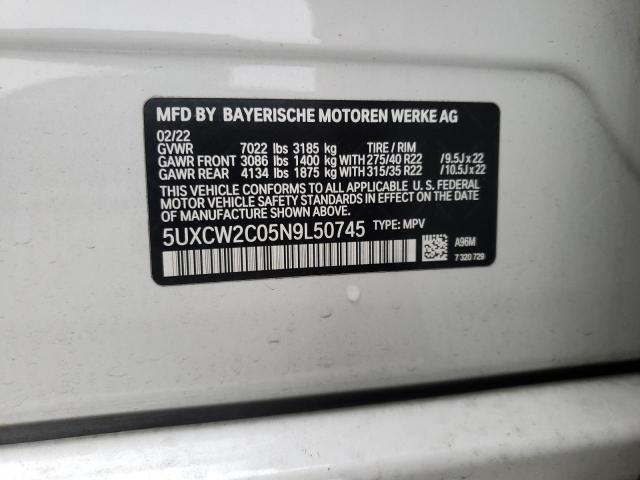 MFD BY BAYERISCHE MOTOREN WERKE AG
02/22
GVWR 7022 lbs 3185 kg TIRE / RIM
GAWR FRONT 3086 lbs 1400 kg WITH 275/40 R22 /9.5J x 22
GAWR REAR 4134 lbs 1875 kg WITH 315/35 R22 /10.5J x 22
THIS VEHICLE CONFORMS TO ALL APPLICABLE U. S. FEDERAL
MOTOR VEHICLE SAFETY STANDARDS IN EFFECT ON THE DATE
OF MANUFACTURE SHOWN ABOVE.
5UXCW2C05N9L50745 TYPE: MPV
A96M
7 320 729